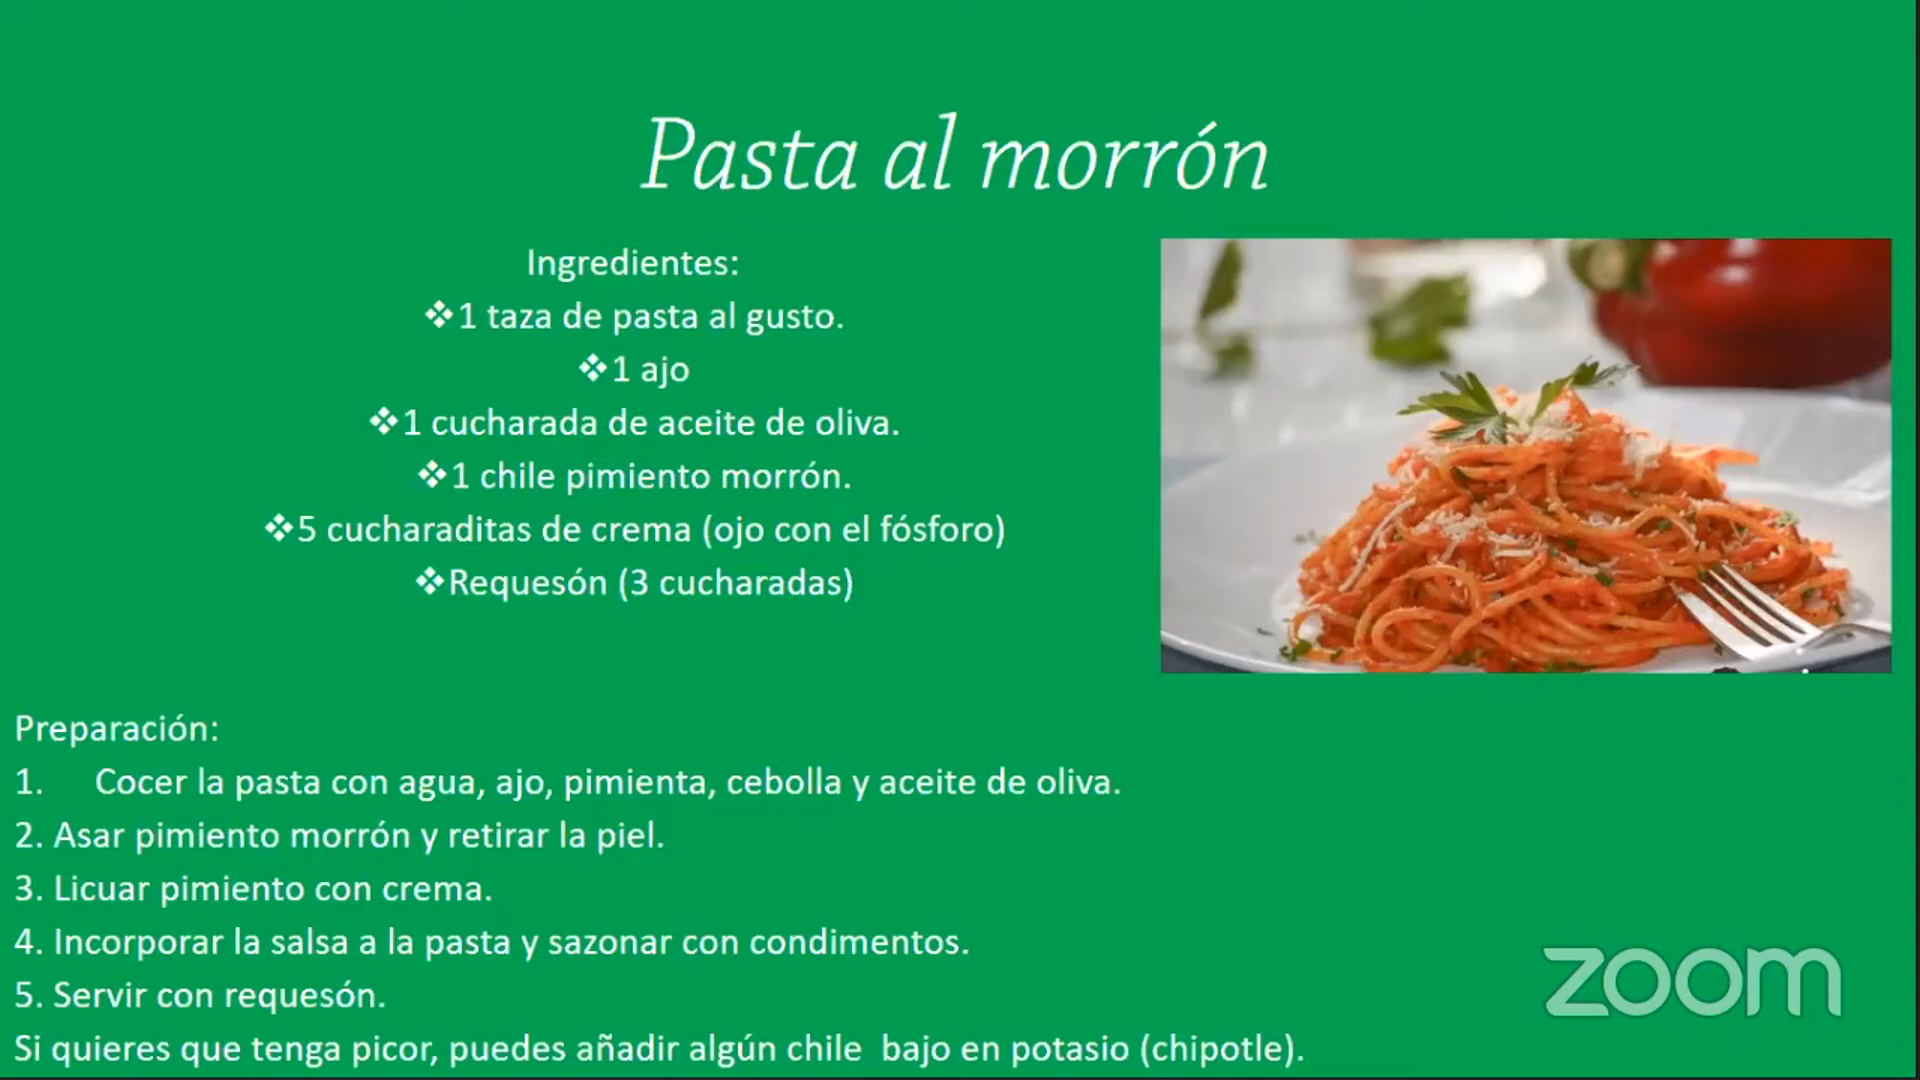 Pasta al morrón
Ingredientes:
❖1 taza de pasta al gusto.
❖1 ajo
❖1 cucharada de aceite de oliva.
❖1 chile pimiento morrón.
❖5 cucharaditas de crema (ojo con el fósforo)
❖Requesón (3 cucharadas)
Preparación:
1. Cocer la pasta con agua, ajo, pimienta, cebolla y aceite de oliva.
2. Asar pimiento morrón y retirar la piel.
3. Licuar pimiento con crema.
4. Incorporar la salsa a la pasta y sazonar con condimentos.
5. Servir con requesón.
Si quieres que tenga picor, puedes añadir algún chile bajo en potasio (chipotle).
zoom